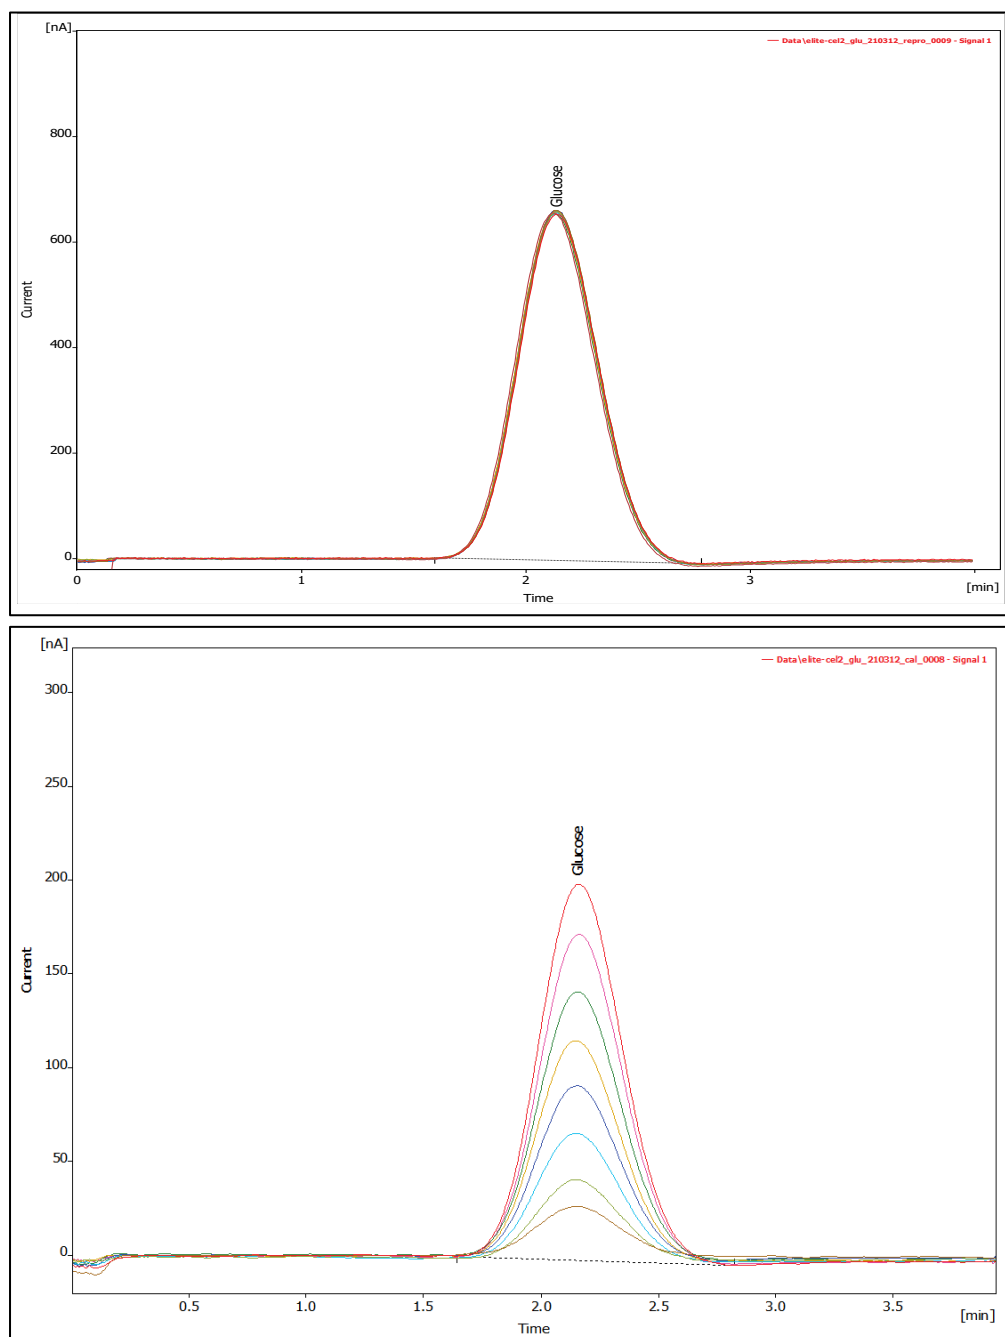 [nA]
Data\elite-cel2_glu_210312_repro_0009 - Signal 1
800
Glucose
600
Current
400
200
0
0 1 2 3
[min]
Time
[nA]
Data\elite-cel2_glu_210312_cal_0008 - Signal 1
300
250
Glucose
200
150
Current
100
50
0
0.5 1.0 1.5 2.0 2.5 3.0 3.5
[min]
Time